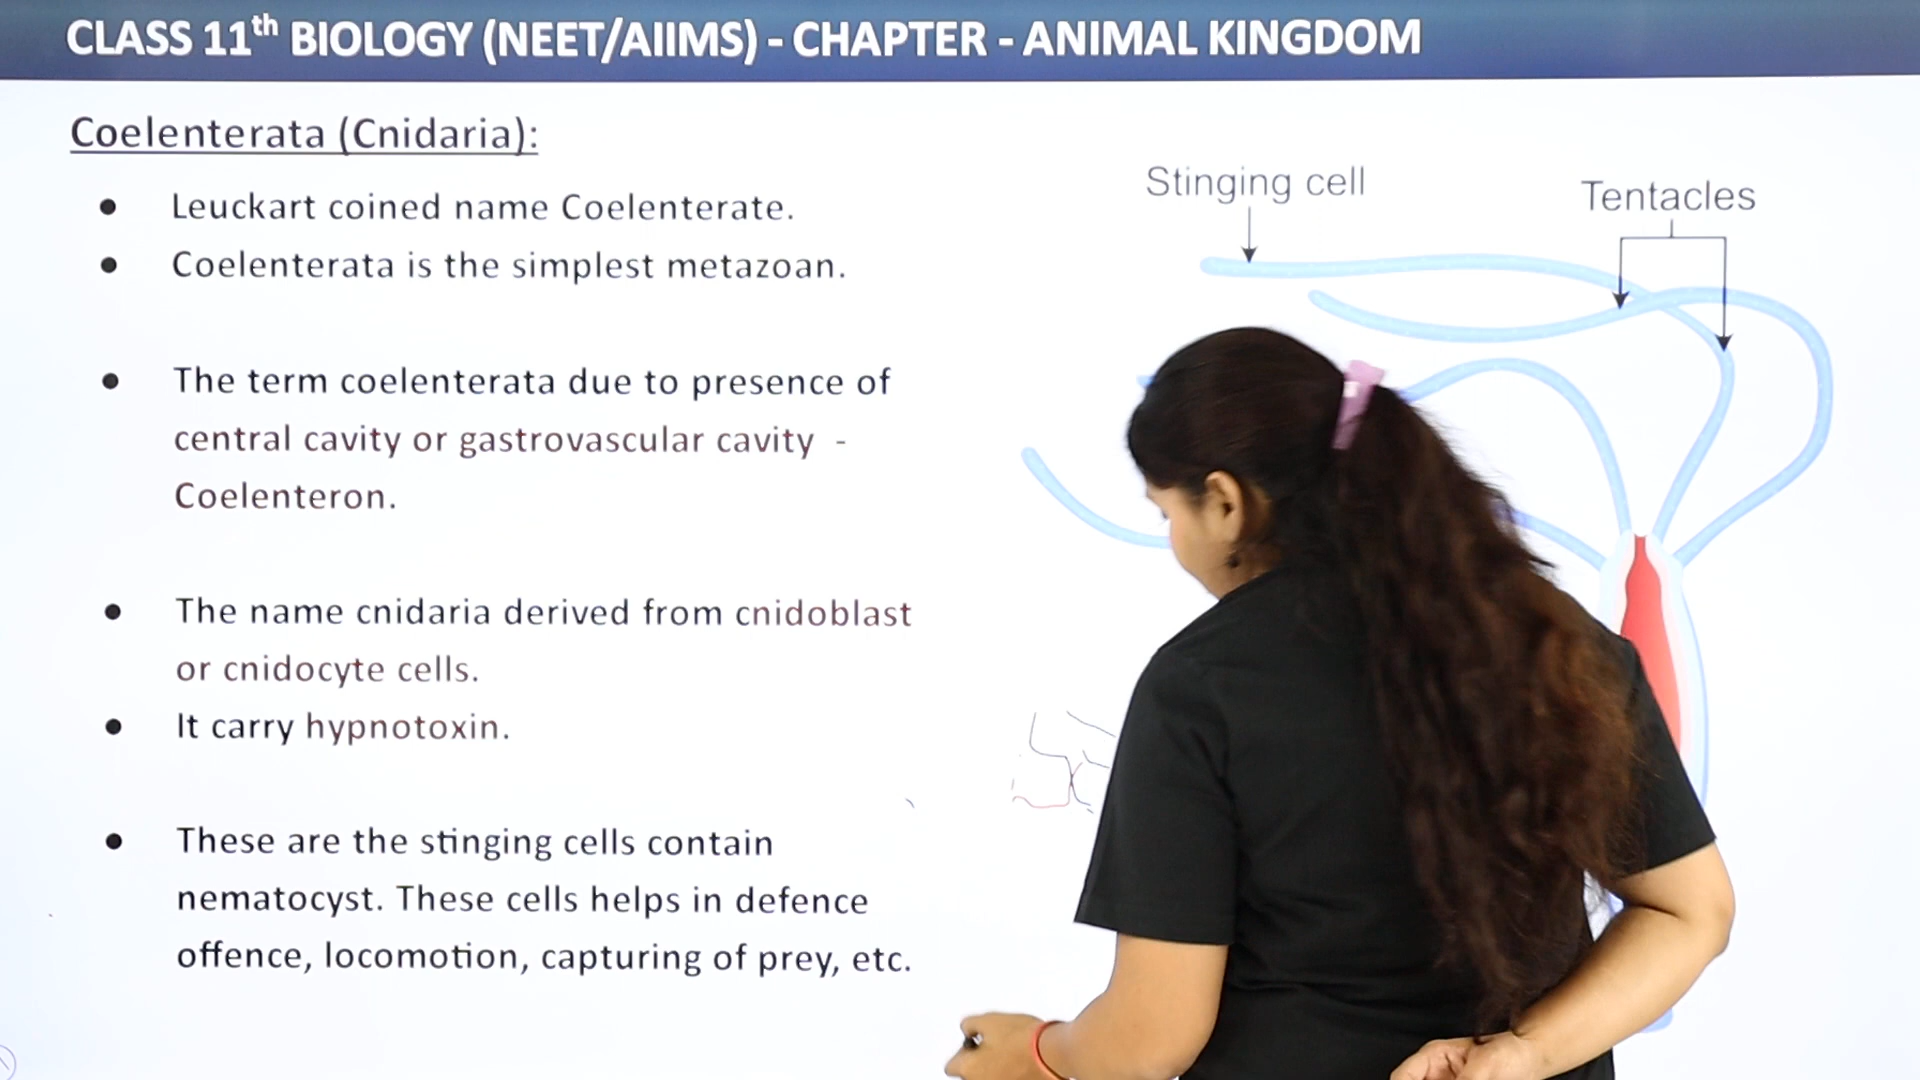 CLASS 11th BIOLOGY (NEET/AIIMS) - CHAPTER - ANIMAL KINGDOM
Coelenterata (Cnidaria):
● Leuckart coined name Coelenterate.
● Coelenterata is the simplest metazoan.
● The term coelenterata due to presence of
central cavity or gastrovascular cavity -
Coelenteron.
● The name cnidaria derived from cnidoblast
or cnidocyte cells.
● It carry hypnotoxin.
● These are the stinging cells contain
nematocyst. These cells helps in defence
offence, locomotion, capturing of prey, etc.
Stinging cell
Tentacles